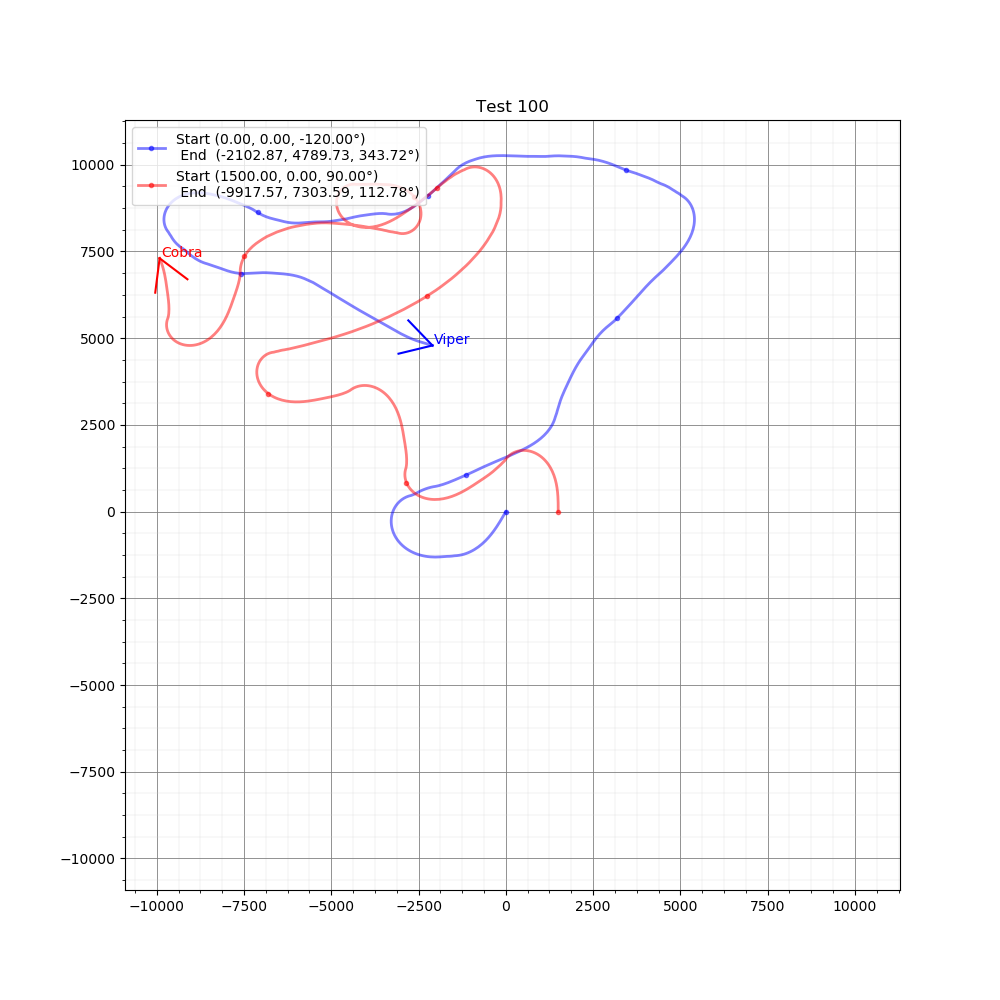 Test 100
Start (0.00, 0.00, -120.00°)
End  (-2102.87, 4789.73, 343.72°)
Start (1500.00, 0.00, 90.00°)
End  (-9917.57, 7303.59, 112.78°)
10000
7500
5000
2500
0
−2500
−5000
−7500
−10000
Cobra
Viper
−10000 −7500 −5000 −2500 0 2500 5000 7500 10000